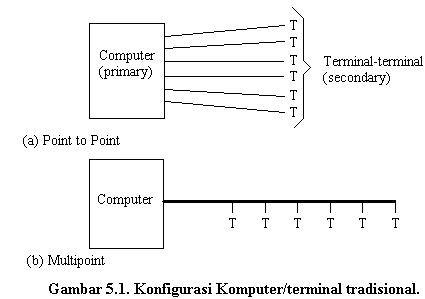 Computer
(primary)
T
T
T
T
T
T
Terminal-terminal
(secondary)
(a) Point to Point
Computer
T T T T T T
(b) Multipoint
Gambar 5.1. Konfigurasi Komputer/terminal tradisional.